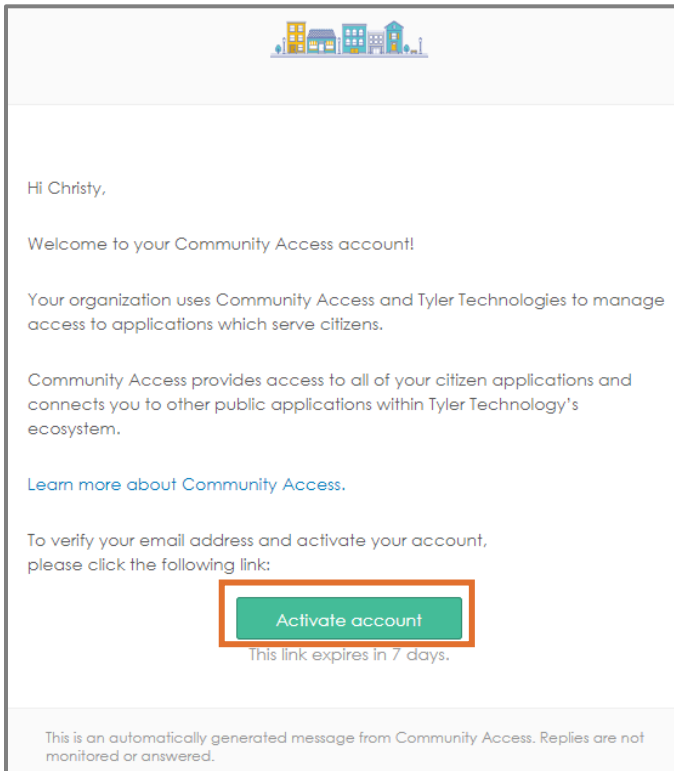 Hi Christy,
Welcome to your Community Access account!
Your organization uses Community Access and Tyler Technologies to manage
access to applications which serve citizens.
Community Access provides access to all of your citizen applications and
connects you to other public applications within Tyler Technology's
ecosystem.
Learn more about Community Access.
To verify your email address and activate your account,
please click the following link:
Activate account
This link expires in 7 days.
This is an automatically generated message from Community Access. Replies are not
monitored or answered.